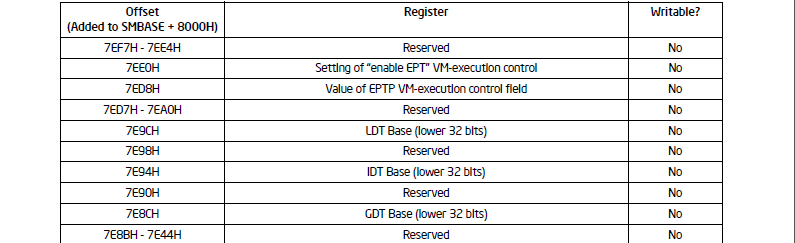 Offset Register Writable?
(Added to SMBASE + 8000H)
7EF7H - 7EE4H Reserved No
7EE0H Setting of “enable EPT” VM-execution control No
7ED8H Value of EPTP VM-execution control field No
7ED7H - 7EA0H Reserved No
7E9CH LDT Base (lower 32 bits) No
7E98H Reserved No
7E94H IDT Base (lower 32 bits) No
7E90H Reserved No
7E8CH GDT Base (lower 32 bits) No
7E8BH - 7E44H Reserved No